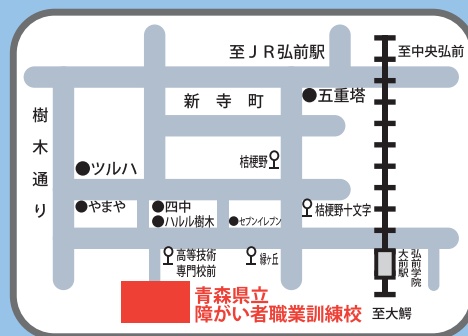 至JR弘前駅
至中央弘前
五重塔
新寺町
樹木通り
桔梗野
ツルハ
やまや
四中
ハルル樹木
セブンイレブン
桔梗野十文字
高等技術
専門校前
緑ヶ丘
弘前学院
大前駅
青森県立
障がい者職業訓練校
至大鰐